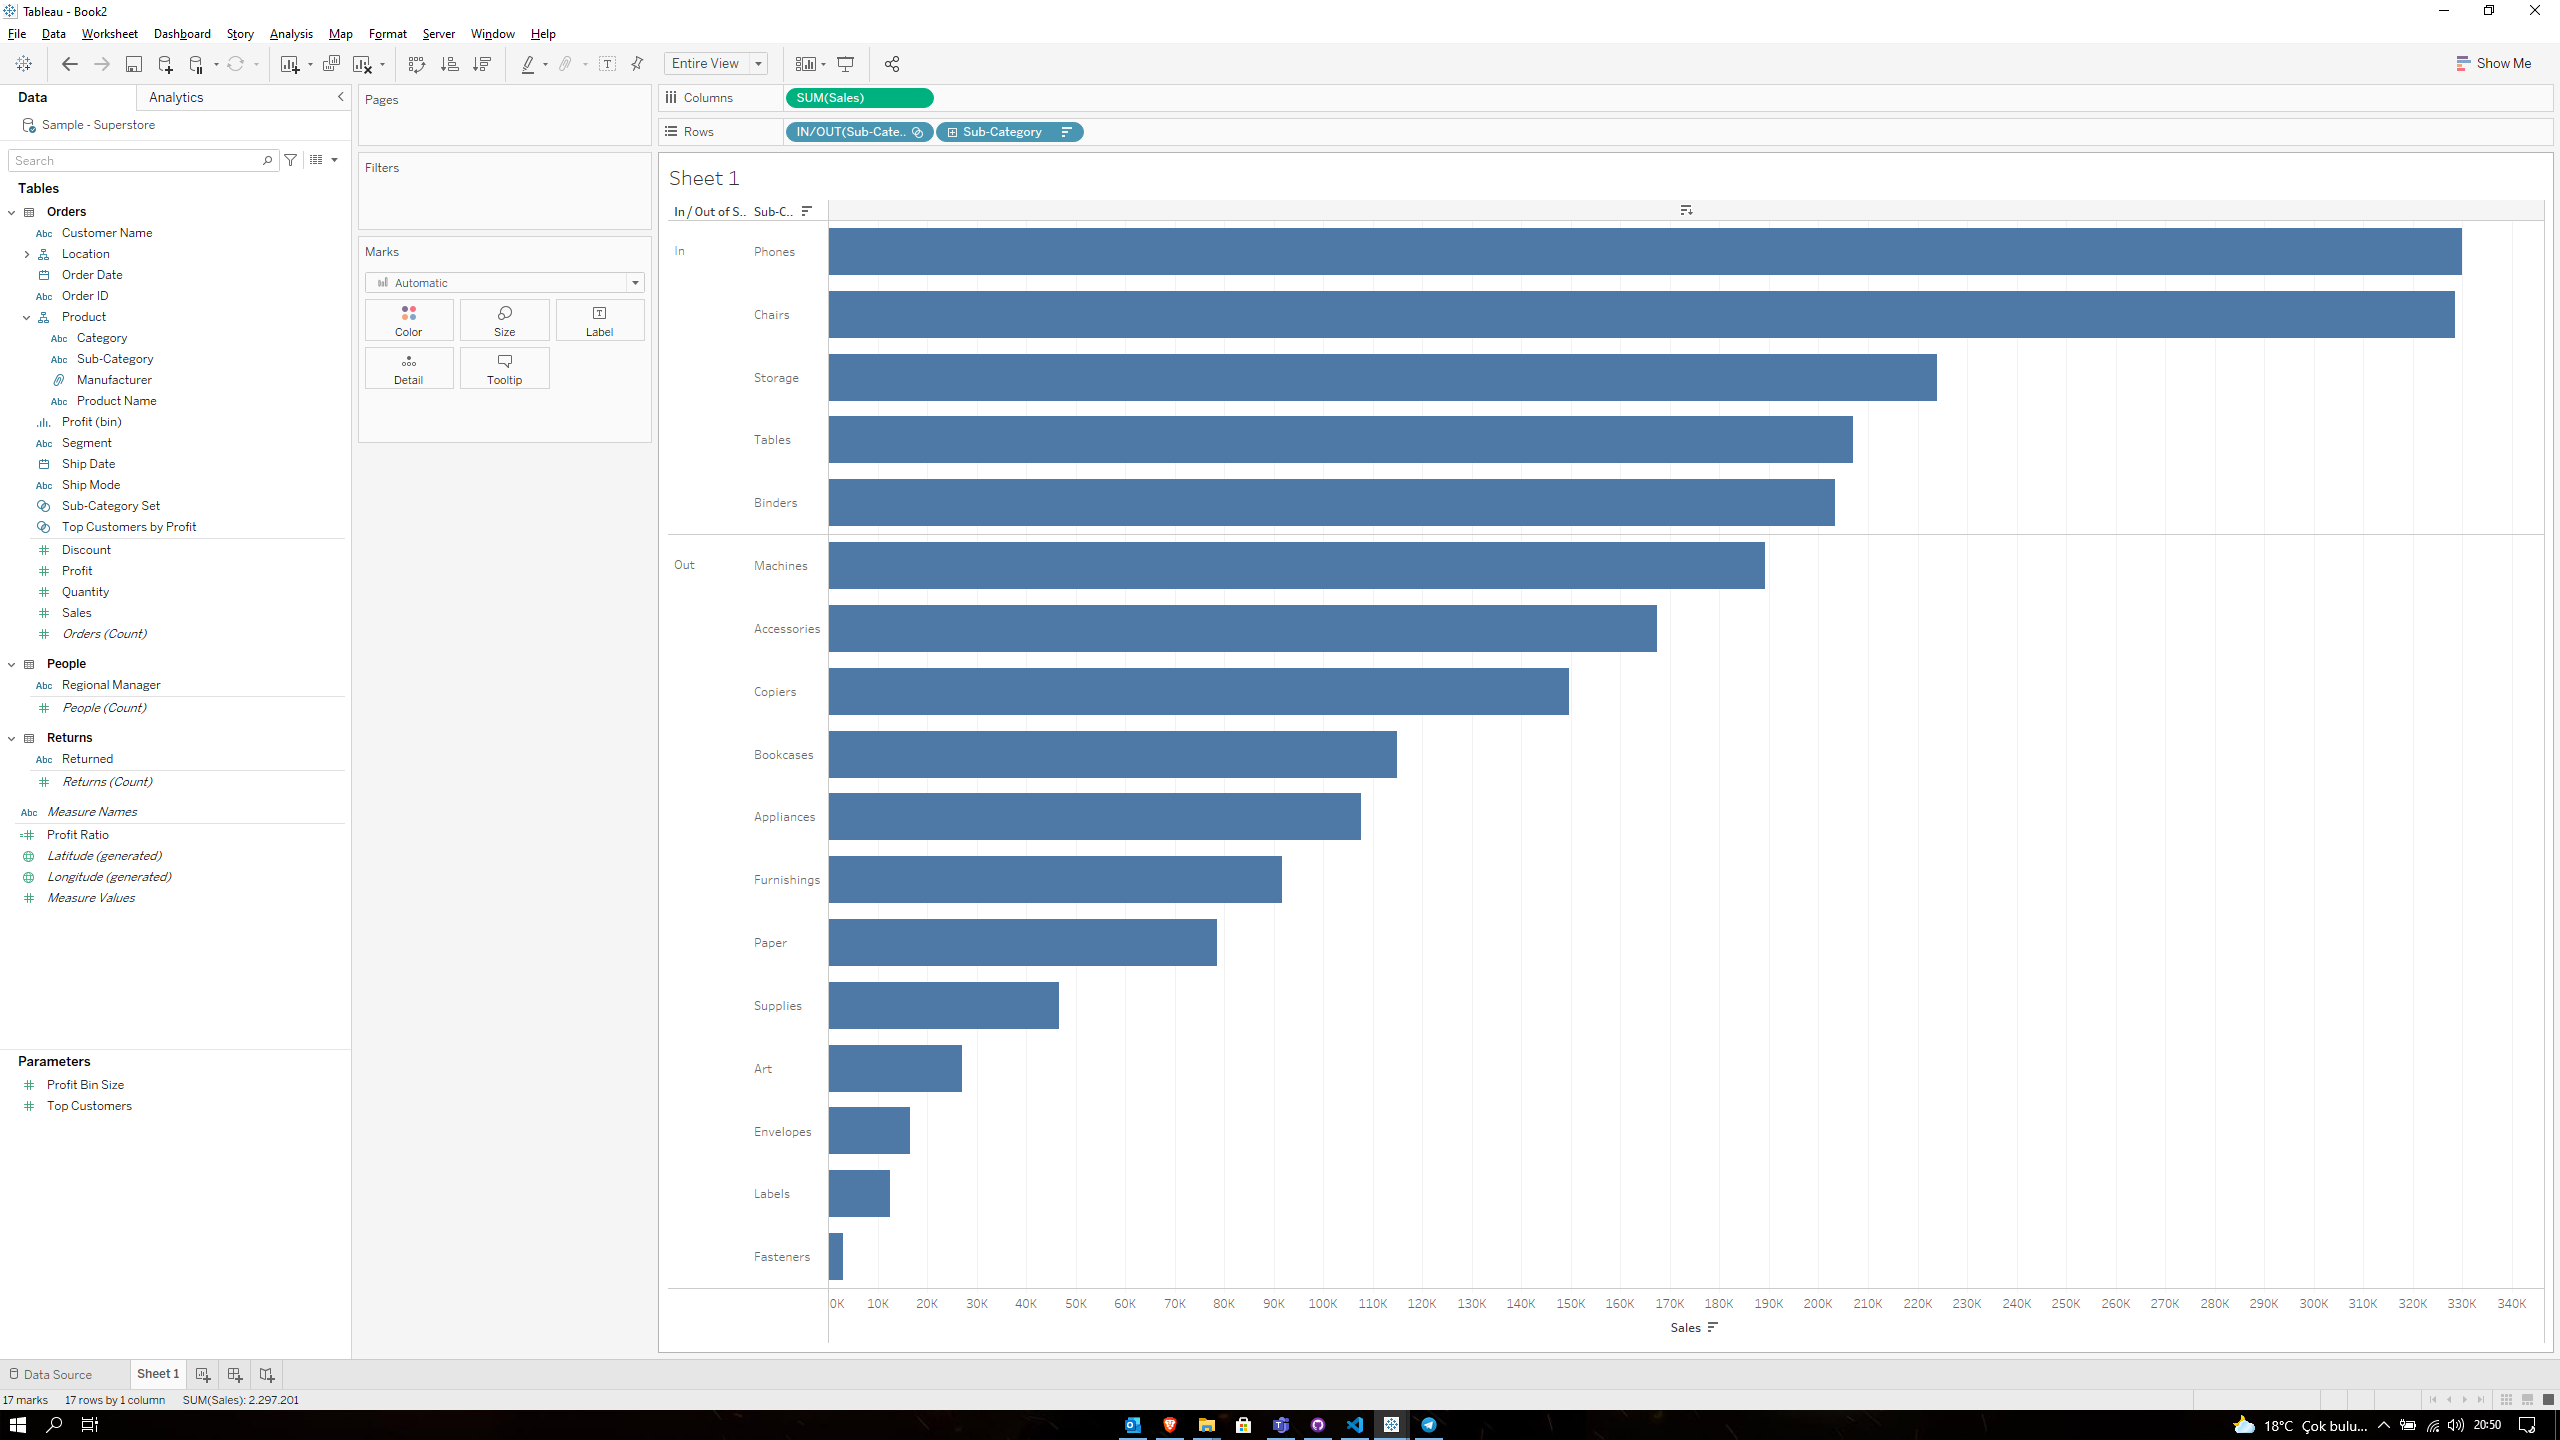 Tableau - Book2
File Data Worksheet Dashboard Story Analysis Map Format Server Window Help
Entire View
Show Me
Data Analytics
Sample - Superstore
Search
Tables
Orders
Abc Customer Name
Location
Order Date
Abc Order ID
Product
Abc Category
Abc Sub-Category
Manufacturer
Abc Product Name
Profit (bin)
Abc Segment
Ship Date
Abc Ship Mode
Sub-Category Set
Top Customers by Profit
# Discount
# Profit
# Quantity
# Sales
# Orders (Count)
People
Abc Regional Manager
# People (Count)
Returns
Abc Returned
# Returns (Count)
Abc Measure Names
=# Profit Ratio
Latitude (generated)
Longitude (generated)
# Measure Values
Parameters
# Profit Bin Size
# Top Customers
Pages
Filters
Marks
Automatic
Color Size Label
Detail Tooltip
Columns SUM(Sales)
Rows IN/OUT(Sub-Cate.. Sub-Category
Sheet 1
In / Out of S.. Sub-C..
In Phones
Chairs
Storage
Tables
Binders
Out Machines
Accessories
Copiers
Bookcases
Appliances
Furnishings
Paper
Supplies
Art
Envelopes
Labels
Fasteners
0K 10K 20K 30K 40K 50K 60K 70K 80K 90K 100K 110K 120K 130K 140K 150K 160K 170K 180K 190K 200K 210K 220K 230K 240K 250K 260K 270K 280K 290K 300K 310K 320K 330K 340K
Sales
Data Source Sheet 1
17 marks 17 rows by 1 column SUM(Sales): 2.297.201
18°C Çok bulu... 20:50